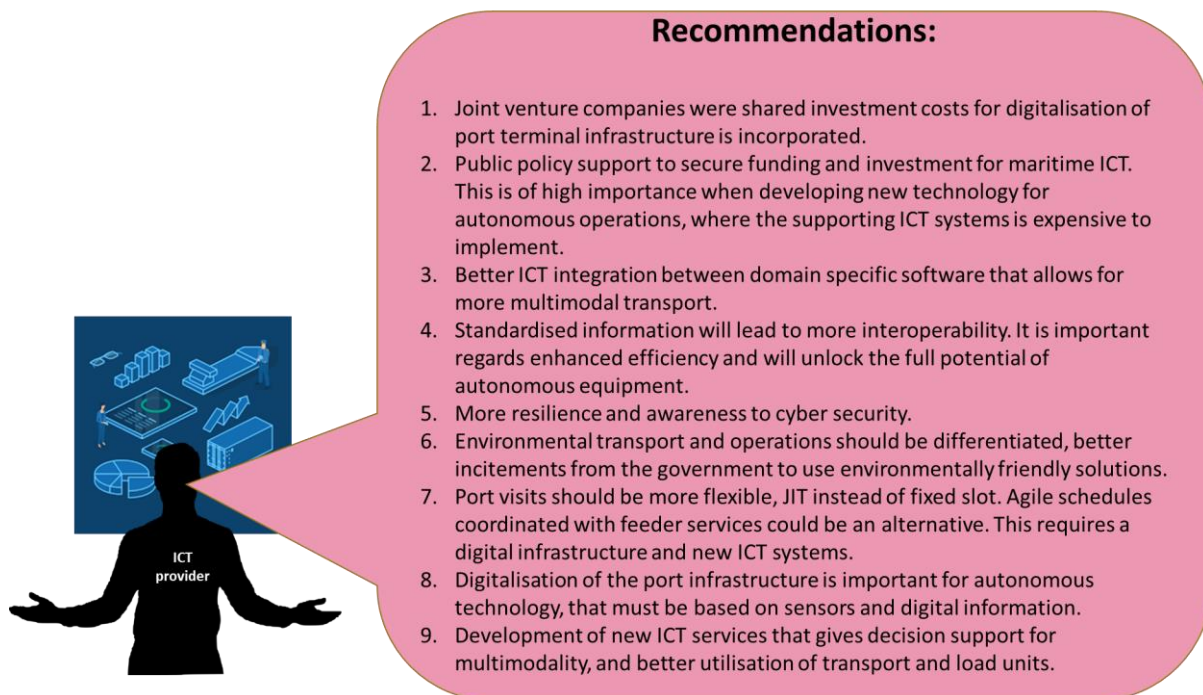 Recommendations:
1. Joint venture companies were shared investment costs for digitalisation of
port terminal infrastructure is incorporated.
2. Public policy support to secure funding and investment for maritime ICT.
This is of high importance when developing new technology for
autonomous operations, where the supporting ICT systems is expensive to
implement.
3. Better ICT integration between domain specific software that allows for
more multimodal transport.
4. Standardised information will lead to more interoperability. It is important
regards enhanced efficiency and will unlock the full potential of
autonomous equipment.
5. More resilience and awareness to cyber security.
6. Environmental transport and operations should be differentiated, better
incitements from the government to use environmentally friendly solutions.
7. Port visits should be more flexible, JIT instead of fixed slot. Agile schedules
coordinated with feeder services could be an alternative. This requires a
digital infrastructure and new ICT systems.
8. Digitalisation of the port infrastructure is important for autonomous
technology, that must be based on sensors and digital information.
9. Development of new ICT services that gives decision support for
multimodality, and better utilisation of transport and load units.
ICT
provider